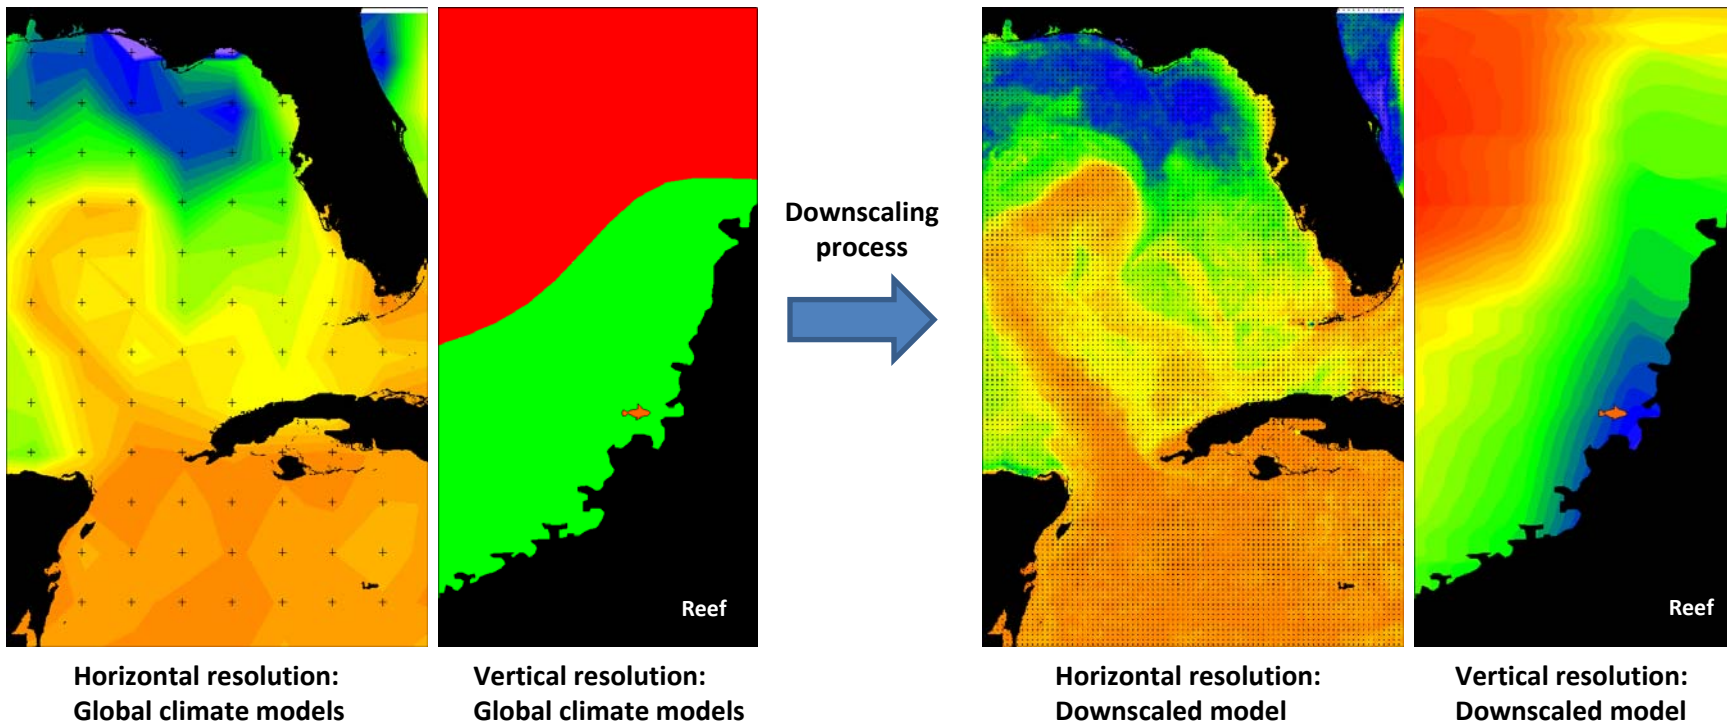 Downscaling
process
Reef
Reef
Horizontal resolution:
Global climate models
Vertical resolution:
Global climate models
Horizontal resolution:
Downscaled model
Vertical resolution:
Downscaled model